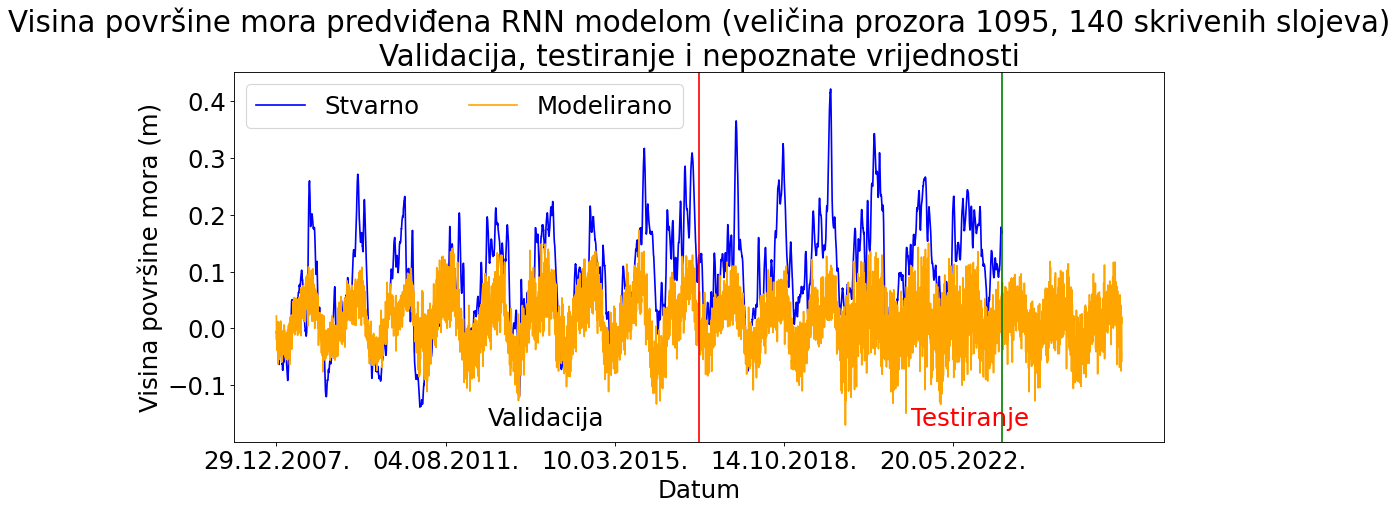 Visina površine mora predviđena RNN modelom (veličina prozora 1095, 140 skrivenih slojeva)
Validacija, testiranje i nepoznate vrijednosti
Stvarno
Modelirano
Visina površine mora (m)
0.4
0.3
0.2
0.1
0.0
−0.1
Validacija
Testiranje
29.12.2007.
04.08.2011.
10.03.2015.
14.10.2018.
20.05.2022.
Datum